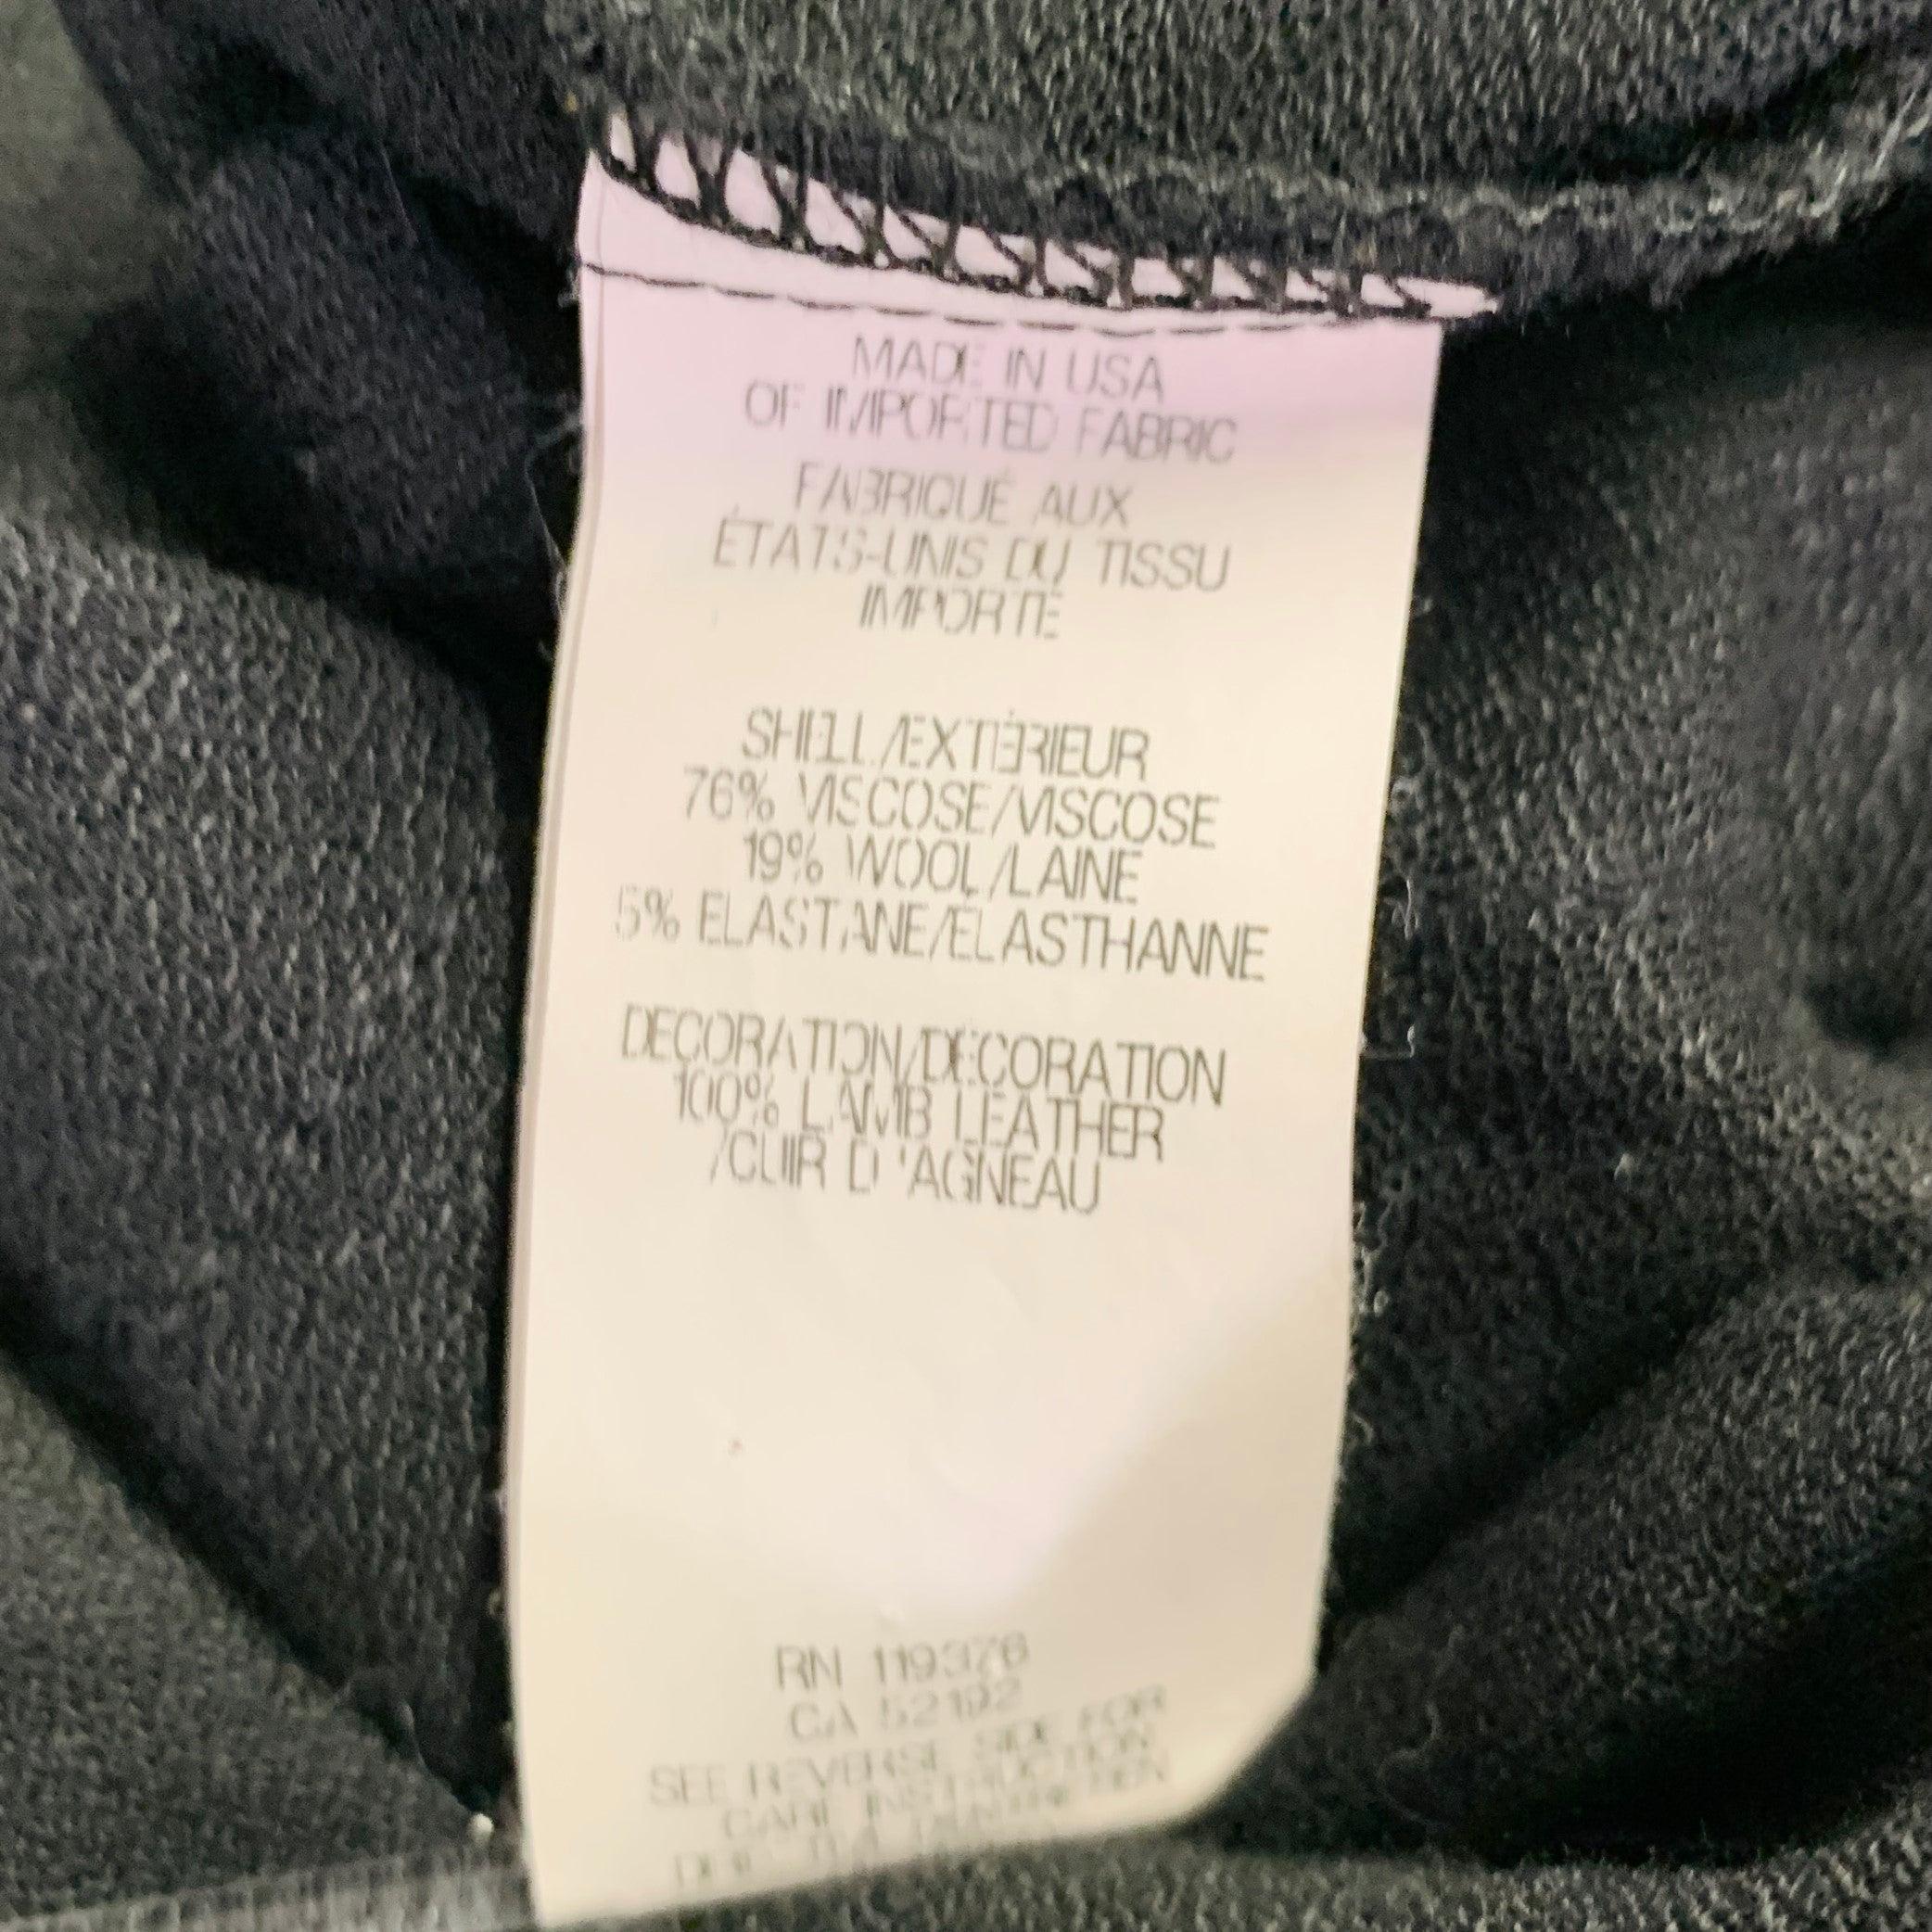 MADE IN USA
OF IMPORTED FABRIC
FABRIQUÉ AUX
ÉTATS-UNIS DU TISSU
IMPORTÉ
SHELL/EXTÉRIEUR
76% VISCOSE/VISCOSE
19% WOOL/LAINE
5% ELASTANE/ÉLASTHANNE
DECORATION/DÉCORATION
100% LAMB LEATHER
/CUIR D'AGNEAU
RN 119376
CA 52192
SEE REVERSE SIDE FOR
CARE INSTRUCTION